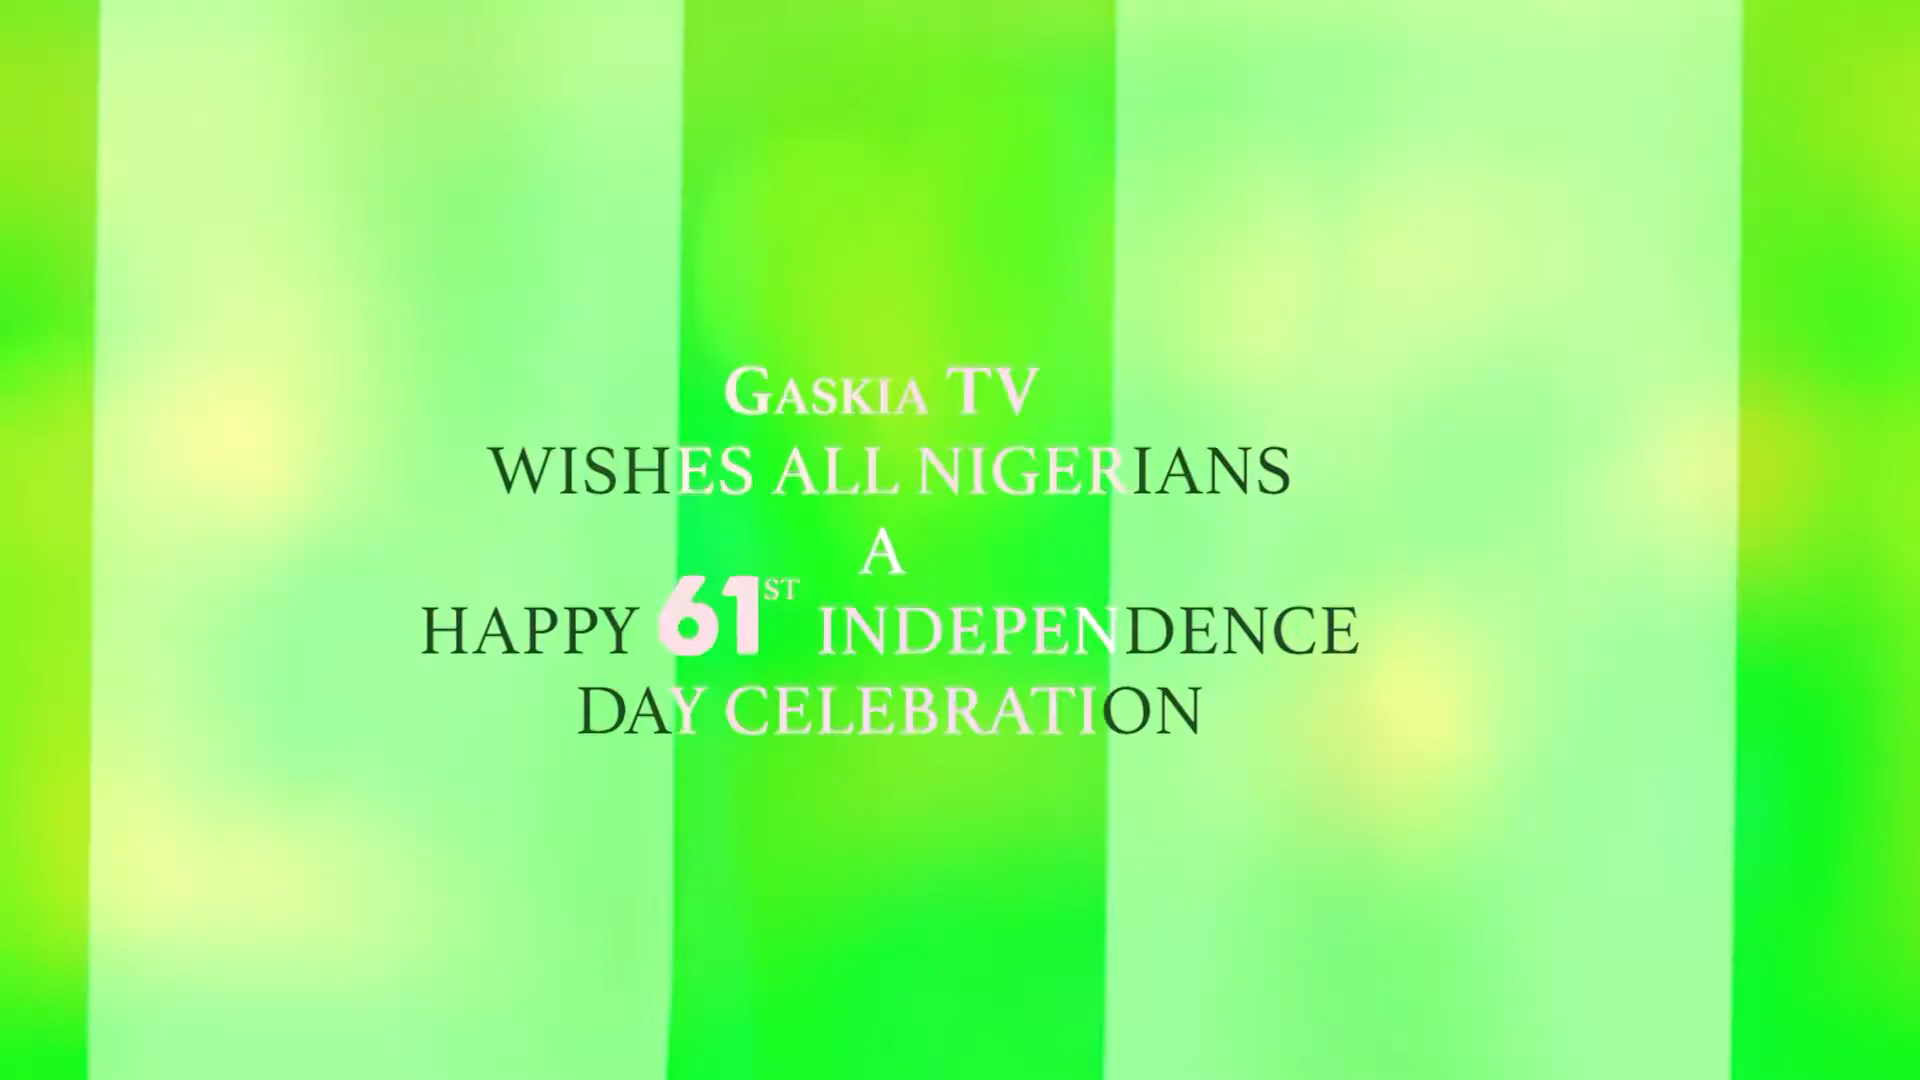 GASKIA TV
WISHES ALL NIGERIANS
A
HAPPY 61ST INDEPENDENCE
DAY CELEBRATION